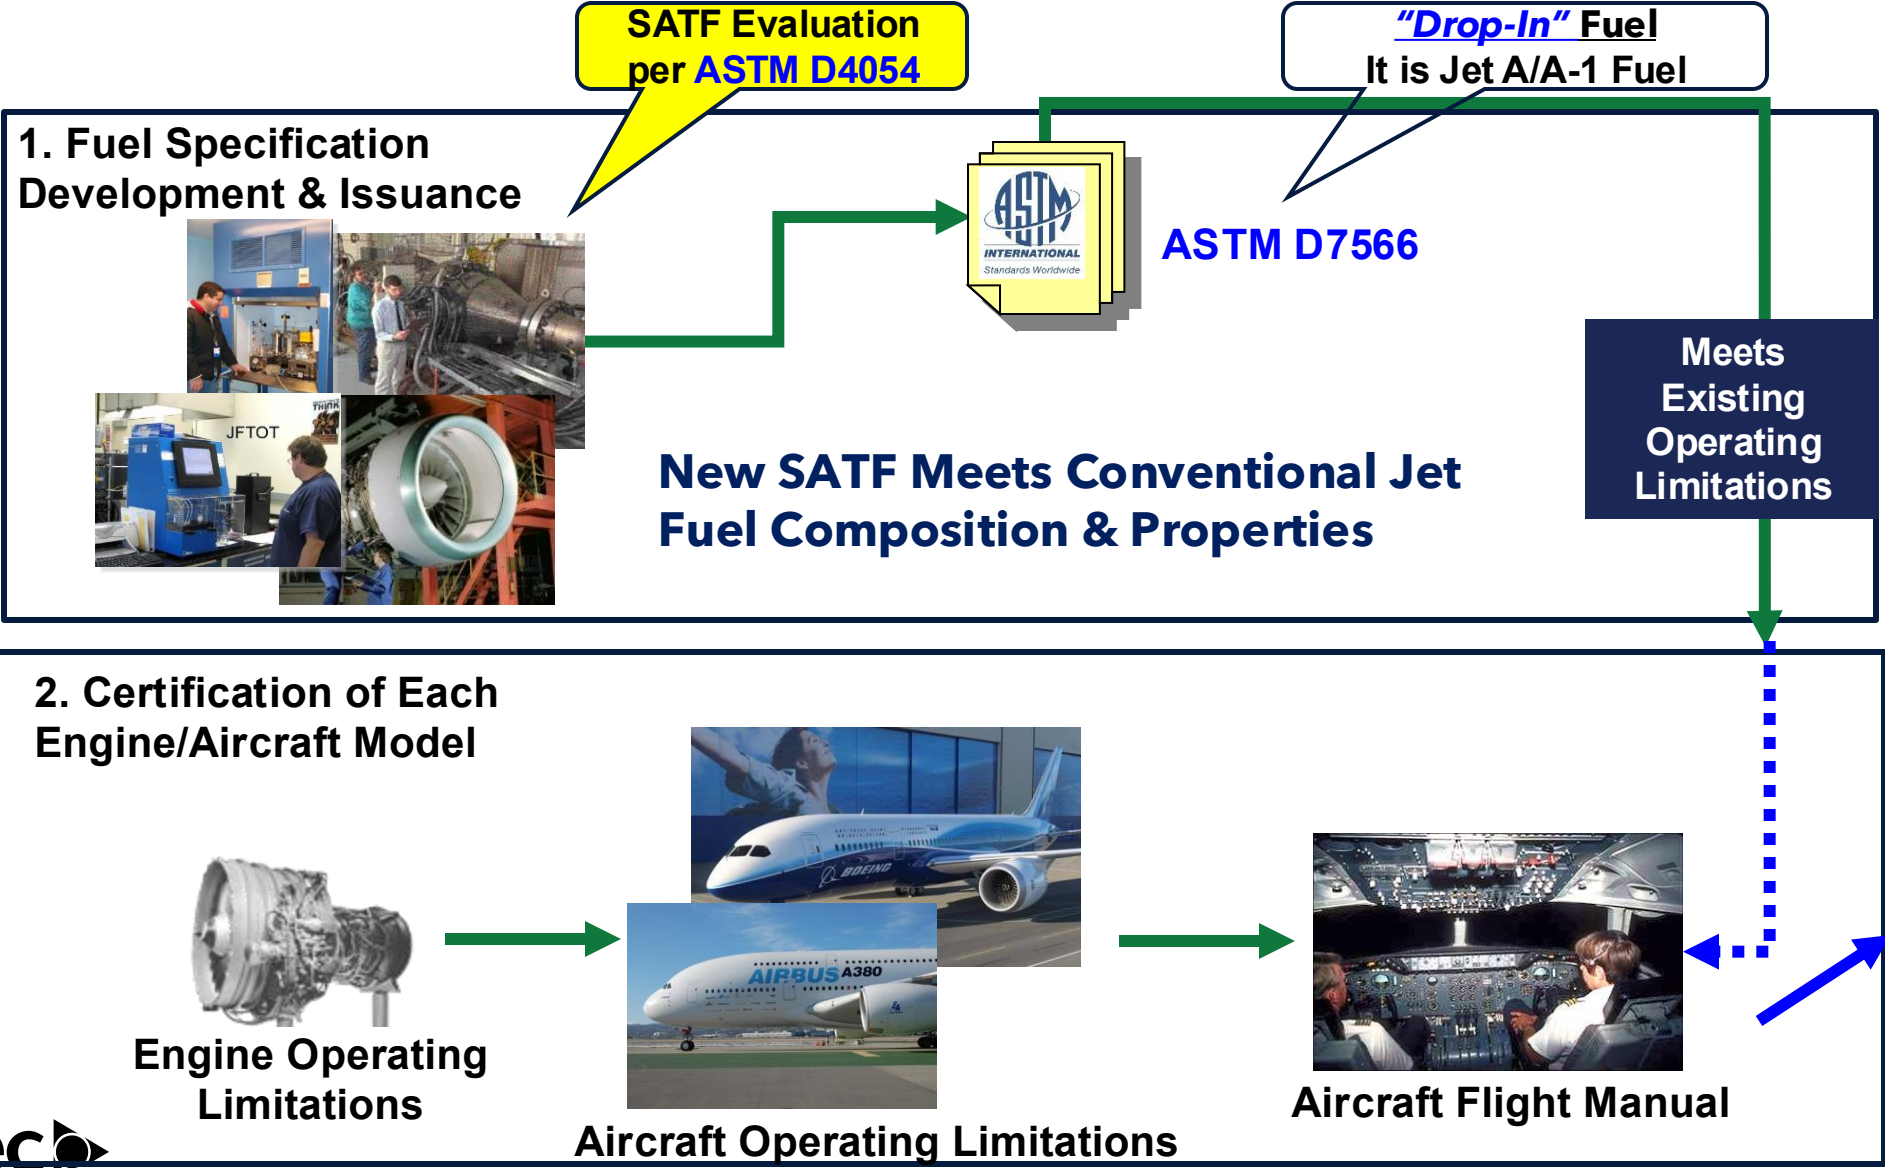 SATF Evaluation
per ASTM D4054
"Drop-In" Fuel
It is Jet A/A-1 Fuel
1. Fuel Specification
Development & Issuance
ASTM
INTERNATIONAL
Standards Worldwide
ASTM D7566
JFTOT
THINK
Meets
Existing
Operating
Limitations
New SATF Meets Conventional Jet
Fuel Composition & Properties
2. Certification of Each
Engine/Aircraft Model
BOEING
AIRBUS A380
Engine Operating
Limitations
Aircraft Operating Limitations
Aircraft Flight Manual